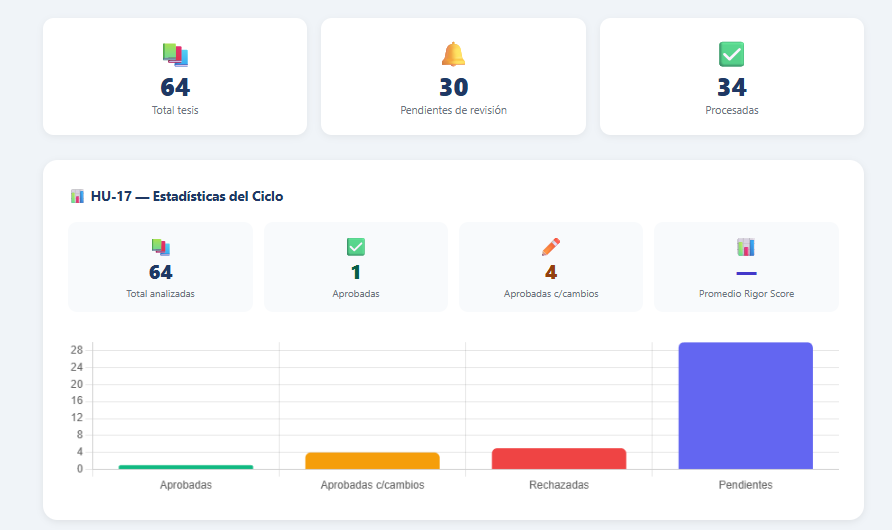 64
Total tesis
30
Pendientes de revisión
34
Procesadas
HU-17 — Estadísticas del Ciclo
64
Total analizadas
1
Aprobadas
4
Aprobadas c/cambios
—
Promedio Rigor Score
28
24
20
16
12
8
4
0
Aprobadas
Aprobadas c/cambios
Rechazadas
Pendientes